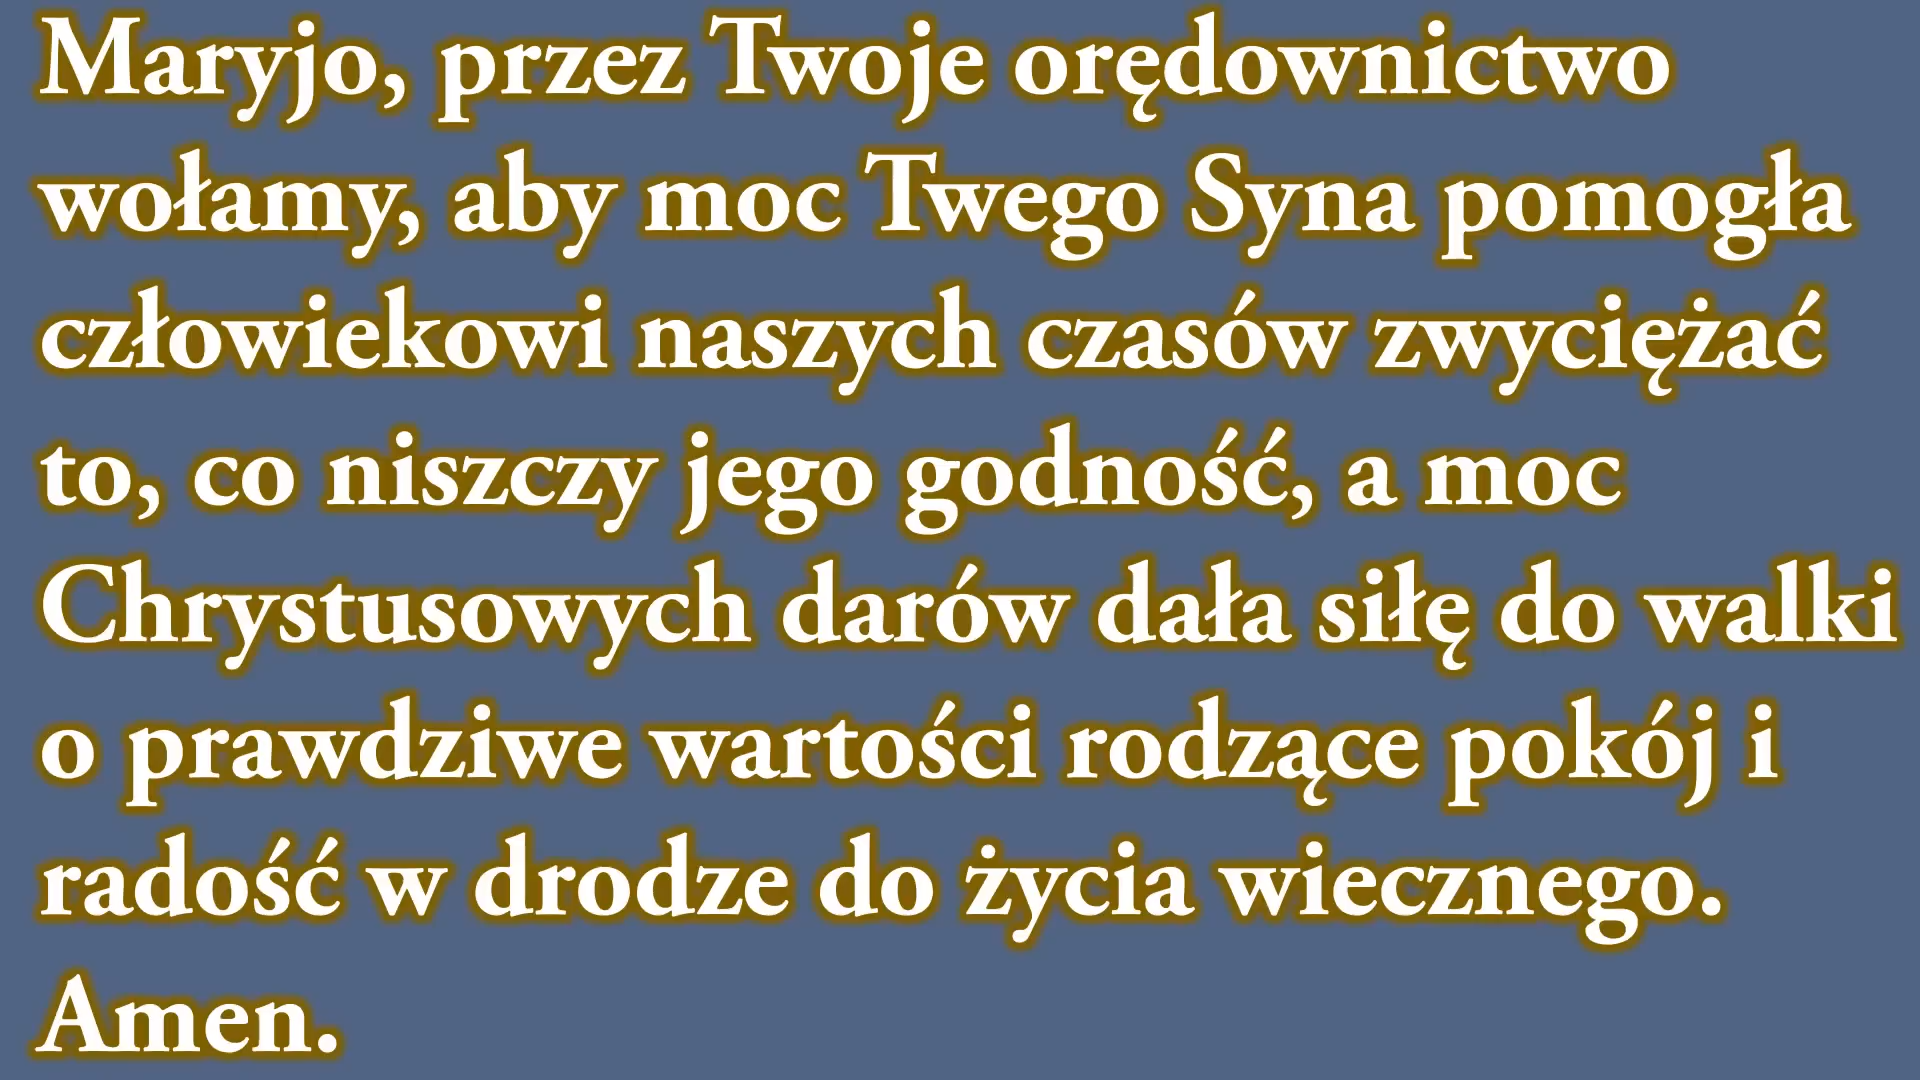 Maryjo, przez Twoje orędownictwo
wołamy, aby moc Twego Syna pomogła
człowiekowi naszych czasów zwyciężać
to, co niszczy jego godność, a moc
Chrystusowych darów dała siłę do walki
o prawdziwe wartości rodzące pokój i
radość w drodze do życia wiecznego.
Amen.